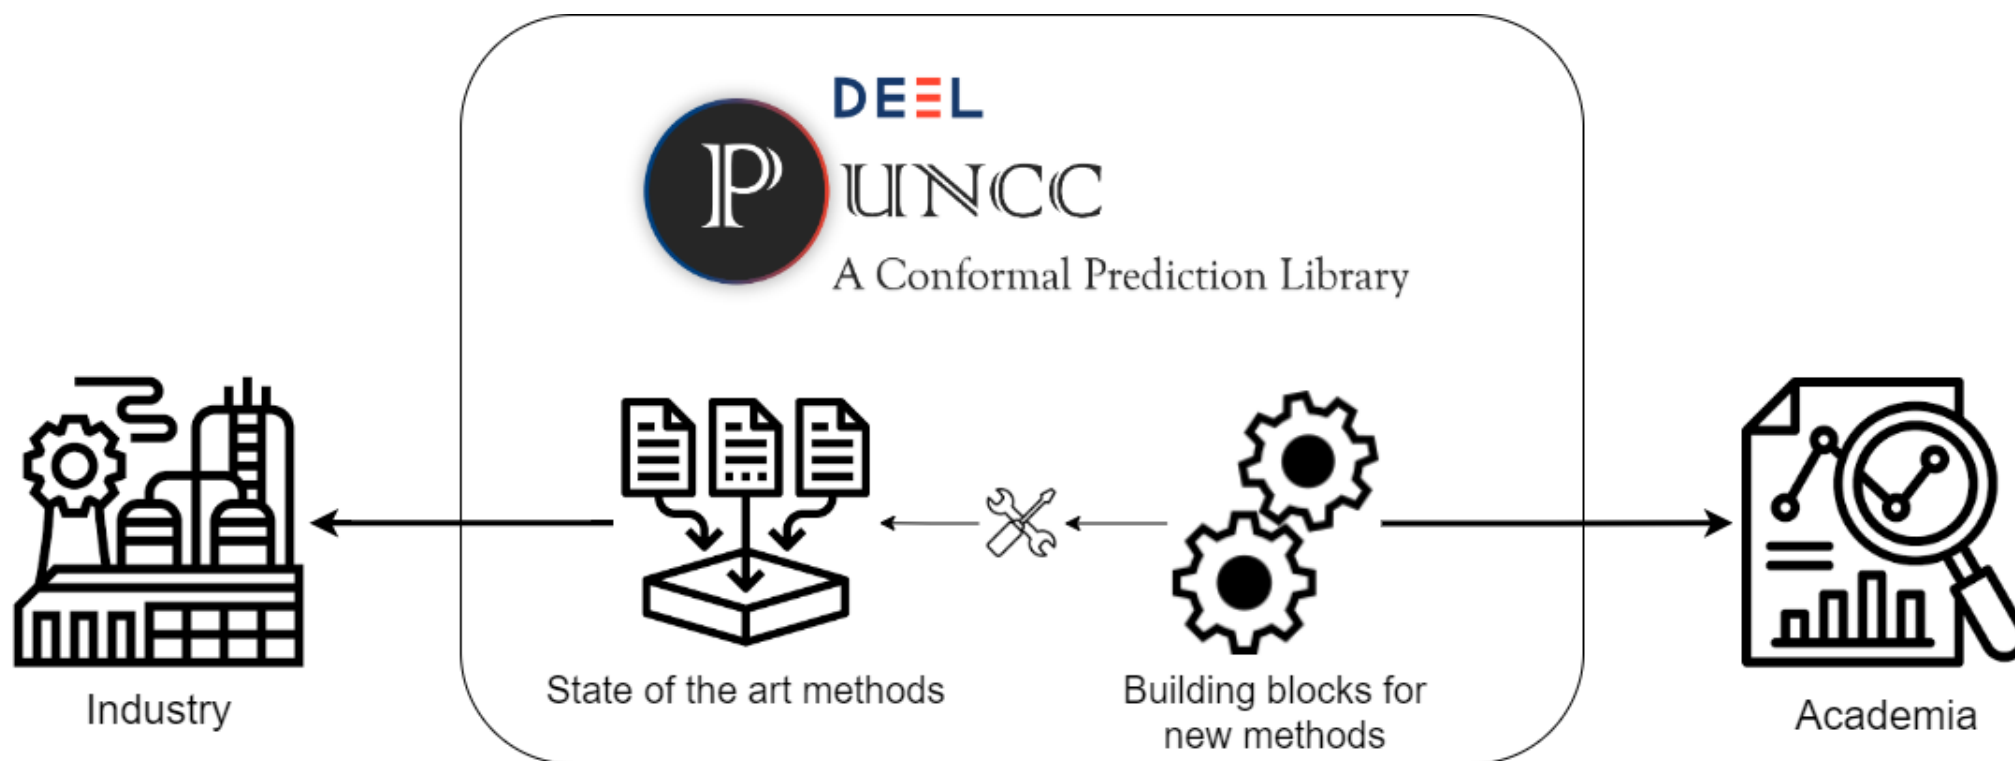 DEEL
PUNCC
A Conformal Prediction Library
Industry
State of the art methods
Building blocks for
new methods
Academia